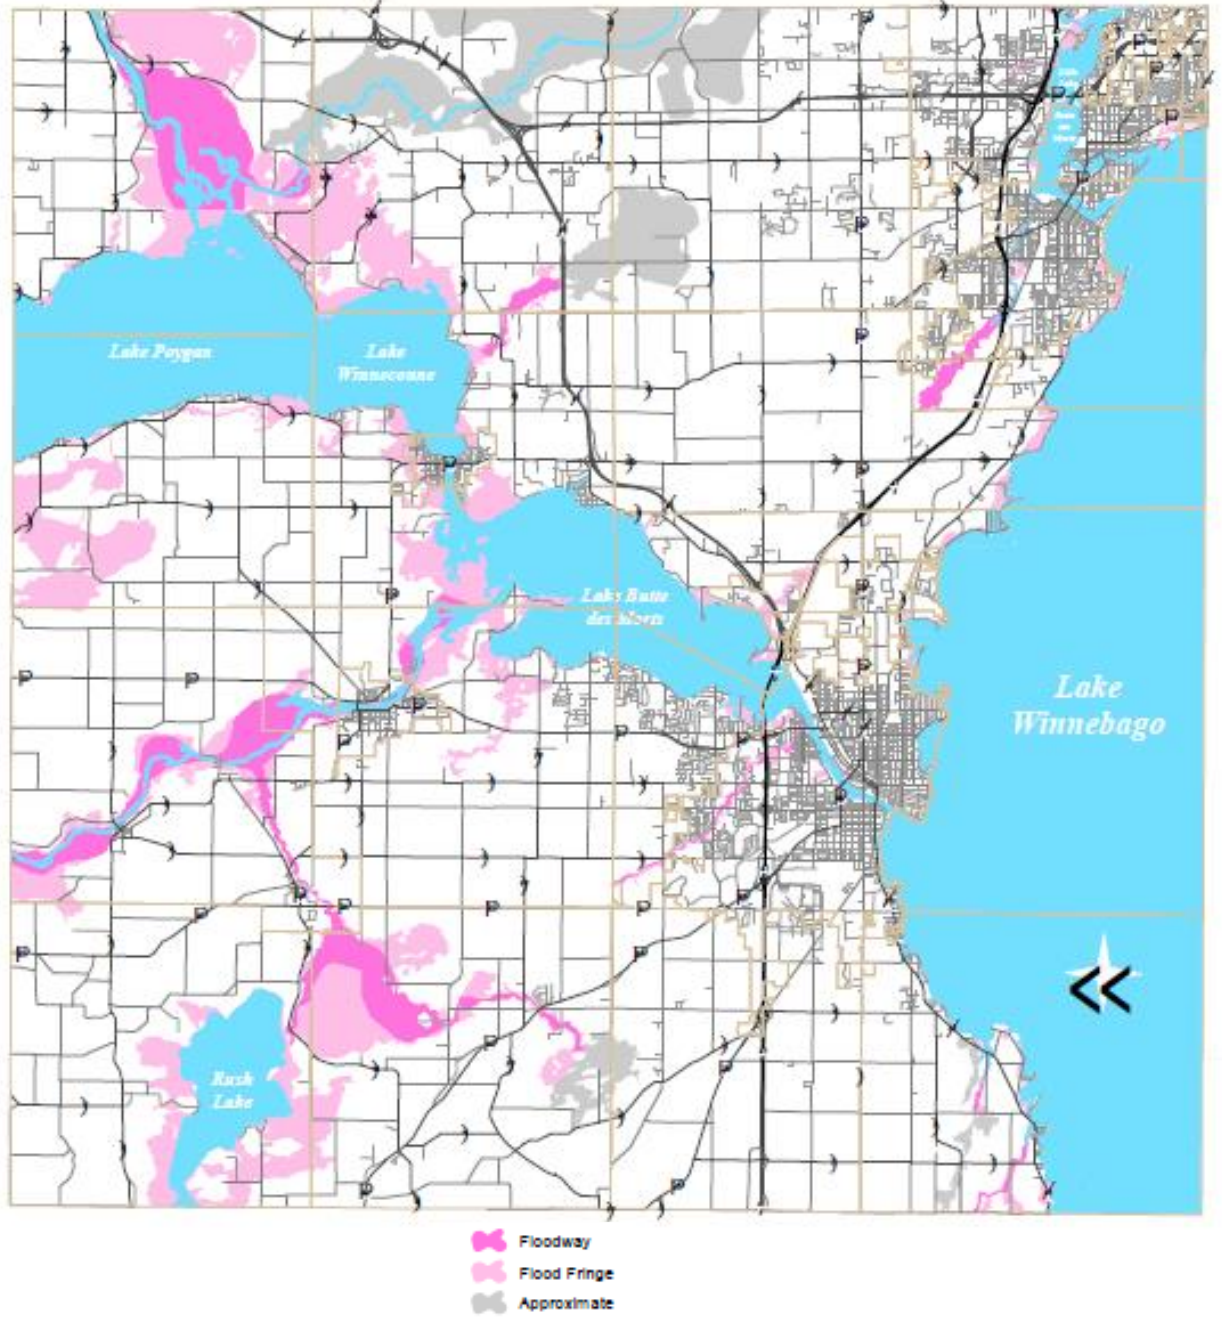 Lake Poygan
Lake
Winneconne
Lake Butte
des Morts
Lake
Winnebago
Rush
Lake
Floodway
Flood Fringe
Approximate